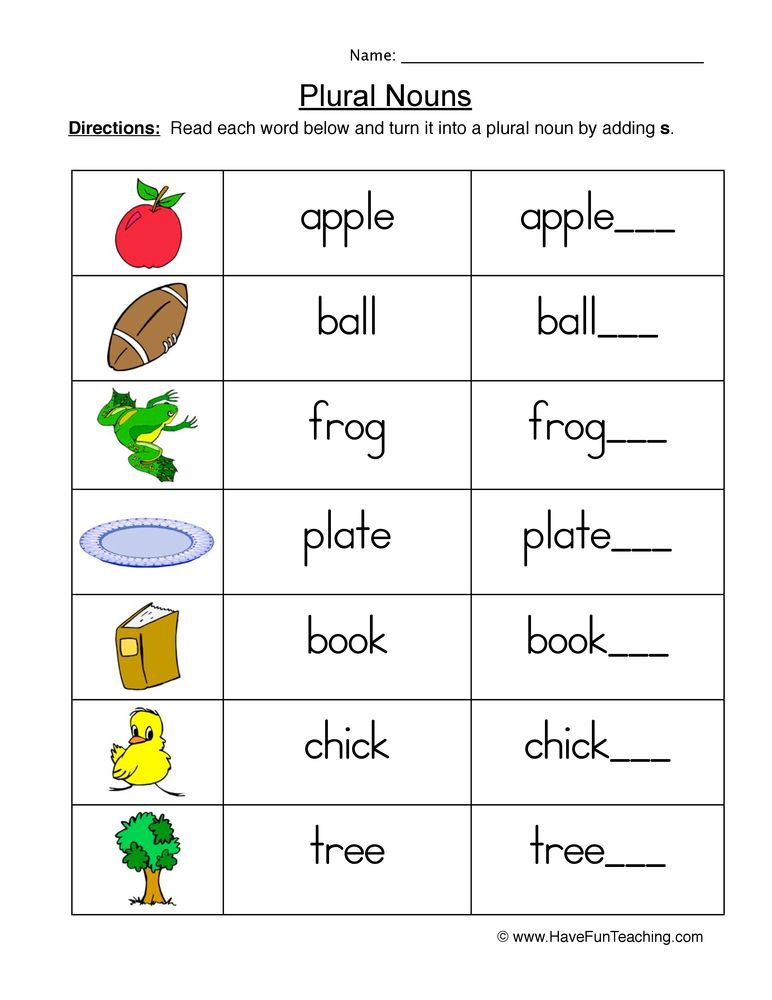 Name: ______________________________
Plural Nouns
Directions: Read each word below and turn it into a plural noun by adding s.
apple apple___
ball ball___
frog frog___
plate plate___
book book___
chick chick___
tree tree___
© www.HaveFunTeaching.com